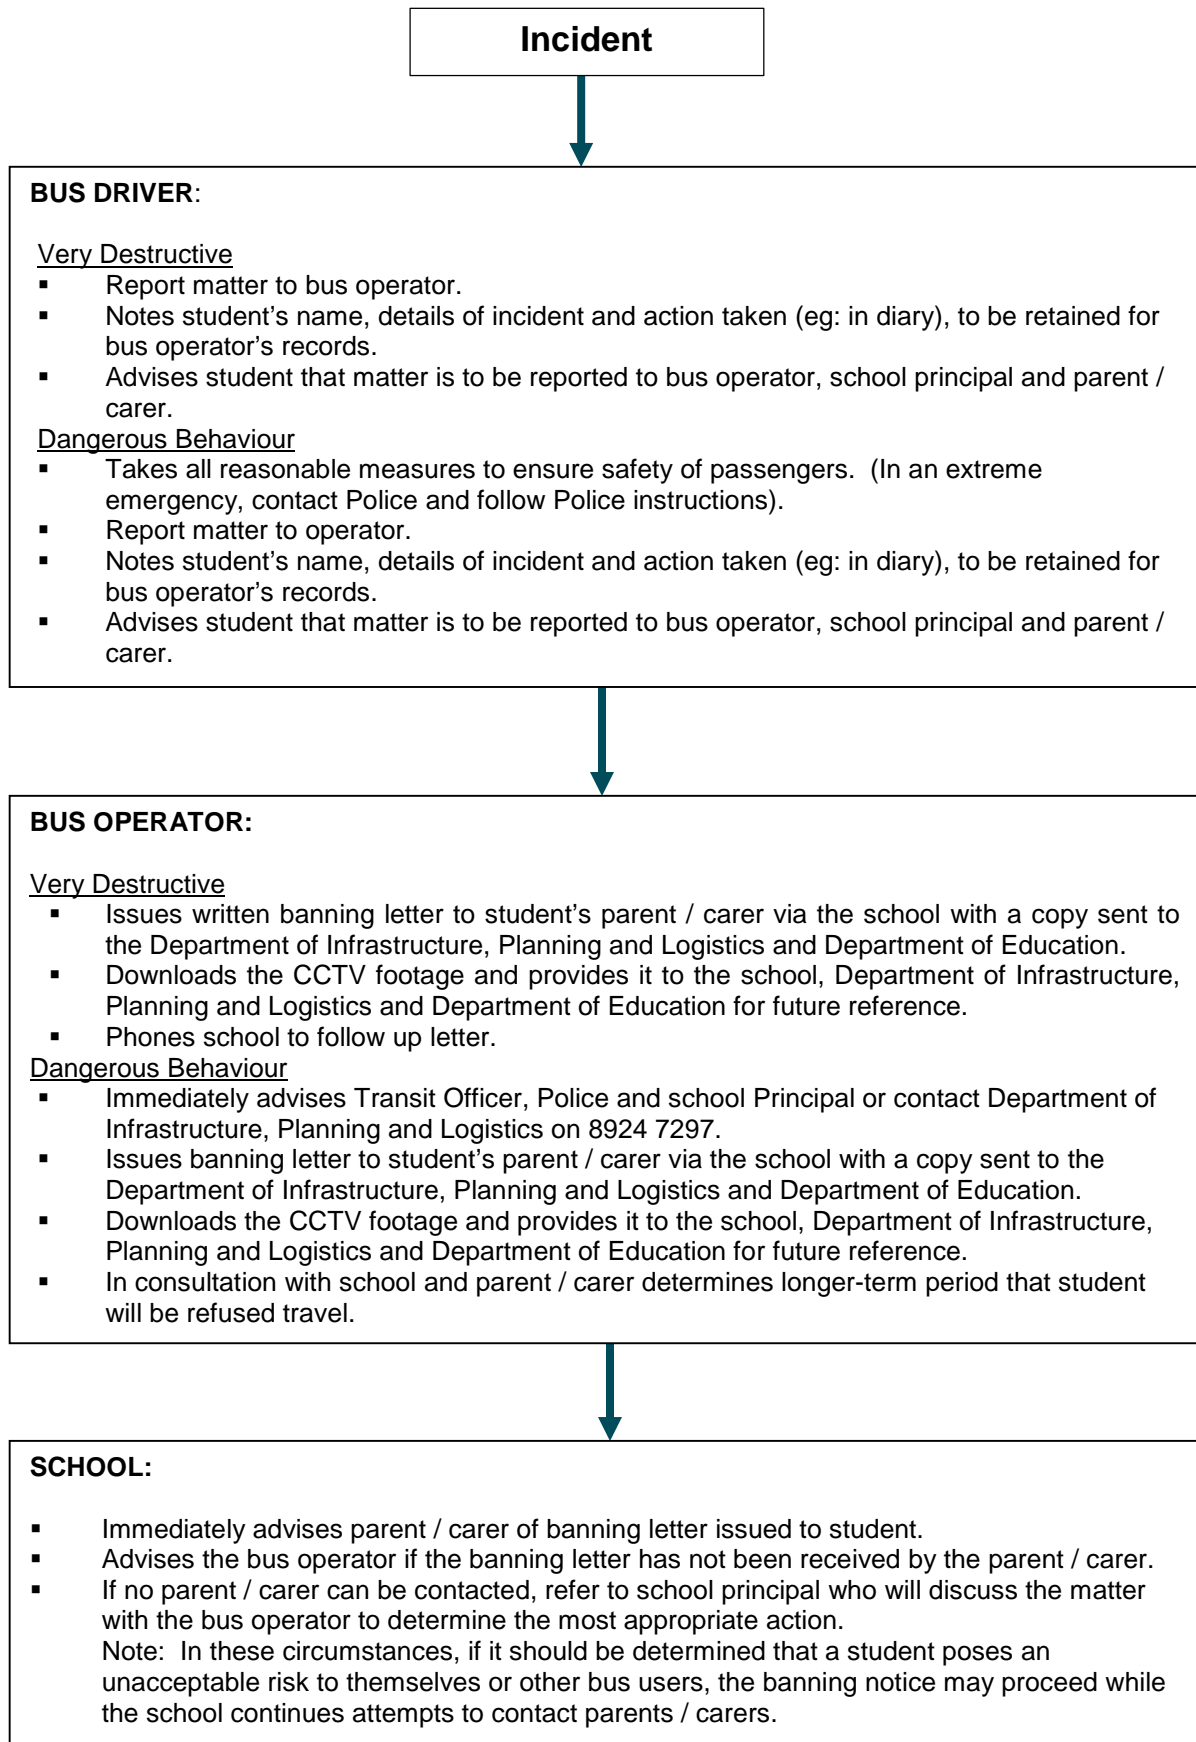 Incident
BUS DRIVER:
Very Destructive
▪ Report matter to bus operator.
▪ Notes student's name, details of incident and action taken (eg: in diary), to be retained for
bus operator's records.
▪ Advises student that matter is to be reported to bus operator, school principal and parent /
carer.
Dangerous Behaviour
▪ Takes all reasonable measures to ensure safety of passengers. (In an extreme
emergency, contact Police and follow Police instructions).
▪ Report matter to operator.
▪ Notes student's name, details of incident and action taken (eg: in diary), to be retained for
bus operator's records.
▪ Advises student that matter is to be reported to bus operator, school principal and parent /
carer.
BUS OPERATOR:
Very Destructive
▪ Issues written banning letter to student's parent / carer via the school with a copy sent to
the Department of Infrastructure, Planning and Logistics and Department of Education.
▪ Downloads the CCTV footage and provides it to the school, Department of Infrastructure,
Planning and Logistics and Department of Education for future reference.
▪ Phones school to follow up letter.
Dangerous Behaviour
▪ Immediately advises Transit Officer, Police and school Principal or contact Department of
Infrastructure, Planning and Logistics on 8924 7297.
▪ Issues banning letter to student's parent / carer via the school with a copy sent to the
Department of Infrastructure, Planning and Logistics and Department of Education.
▪ Downloads the CCTV footage and provides it to the school, Department of Infrastructure,
Planning and Logistics and Department of Education for future reference.
▪ In consultation with school and parent / carer determines longer-term period that student
will be refused travel.
SCHOOL:
▪ Immediately advises parent / carer of banning letter issued to student.
▪ Advises the bus operator if the banning letter has not been received by the parent / carer.
▪ If no parent / carer can be contacted, refer to school principal who will discuss the matter
with the bus operator to determine the most appropriate action.
Note: In these circumstances, if it should be determined that a student poses an
unacceptable risk to themselves or other bus users, the banning notice may proceed while
the school continues attempts to contact parents / carers.